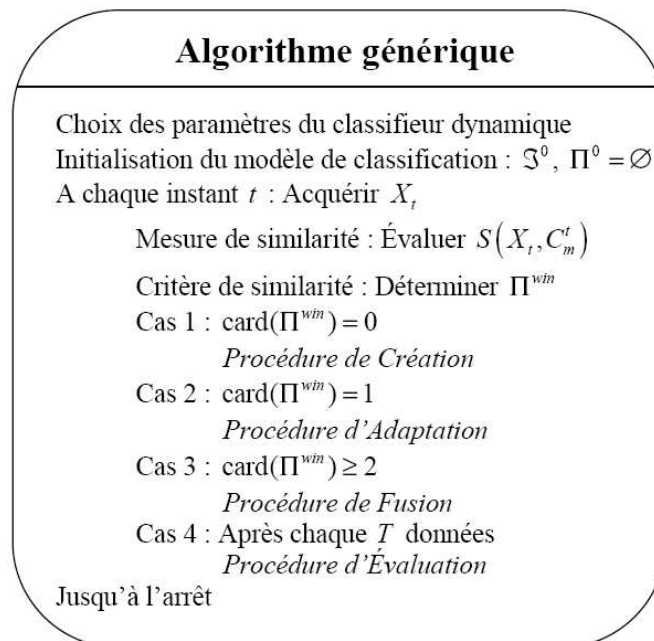 Algorithme générique
Choix des paramètres du classifieur dynamique
Initialisation du modèle de classification : ℑ⁰, Π⁰ = ∅
A chaque instant t : Acquérir Xₜ
Mesure de similarité : Évaluer S(Xₜ, Cₘᵗ)
Critère de similarité : Déterminer Πʷⁱⁿ
Cas 1 : card(Πʷⁱⁿ) = 0
Procédure de Création
Cas 2 : card(Πʷⁱⁿ) = 1
Procédure d'Adaptation
Cas 3 : card(Πʷⁱⁿ) ≥ 2
Procédure de Fusion
Cas 4 : Après chaque T données
Procédure d'Évaluation
Jusqu'à l'arrêt